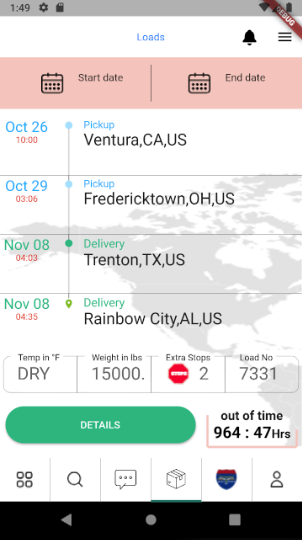 1:49
DEBUG
Loads
Start date
End date
Oct 26
Pickup
10:00
Ventura,CA,US
Oct 29
Pickup
03:06
Fredericktown,OH,US
Nov 08
Delivery
04:03
Trenton,TX,US
Nov 08
Delivery
04:35
Rainbow City,AL,US
Temp in °F
Weight in lbs
Extra Slops
Load No
DRY
15000.
STOPS
2
7331
DETAILS
out of time
964 : 47Hrs